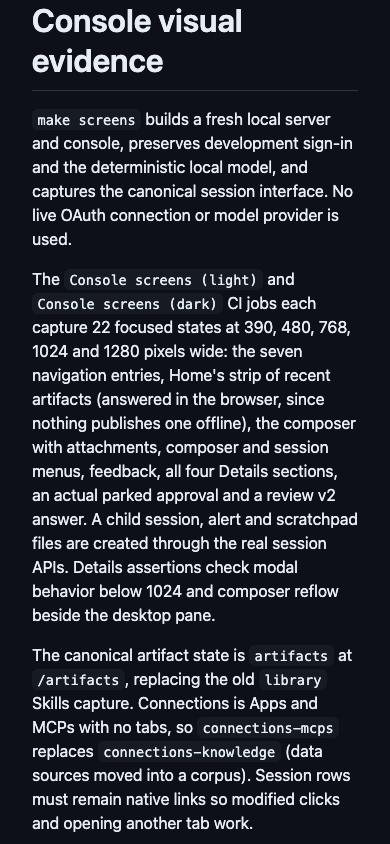 Console visual
evidence
make screens builds a fresh local server
and console, preserves development sign-in
and the deterministic local model, and
captures the canonical session interface. No
live OAuth connection or model provider is
used.
The Console screens (light) and
Console screens (dark) CI jobs each
capture 22 focused states at 390, 480, 768,
1024 and 1280 pixels wide: the seven
navigation entries, Home's strip of recent
artifacts (answered in the browser, since
nothing publishes one offline), the composer
with attachments, composer and session
menus, feedback, all four Details sections,
an actual parked approval and a review v2
answer. A child session, alert and scratchpad
files are created through the real session
APIs. Details assertions check modal
behavior below 1024 and composer reflow
beside the desktop pane.
The canonical artifact state is artifacts at
/artifacts, replacing the old library
Skills capture. Connections is Apps and
MCPs with no tabs, so connections-mcps
replaces connections-knowledge (data
sources moved into a corpus). Session rows
must remain native links so modified clicks
and opening another tab work.